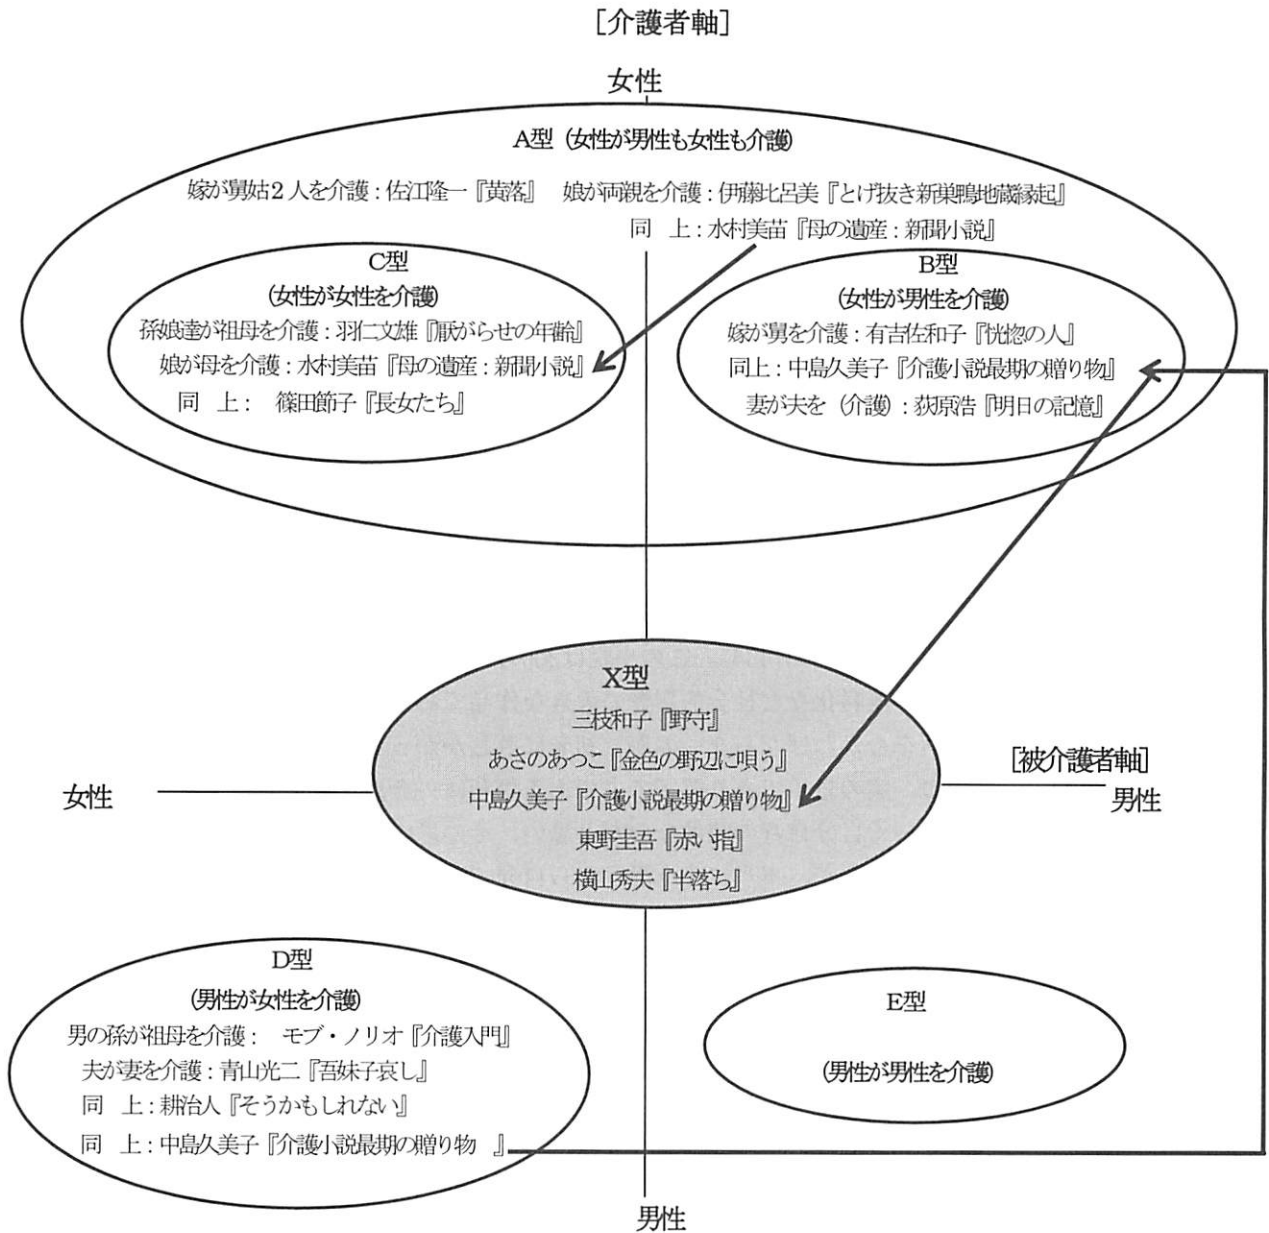 ［介護者軸］
女性
A型（女性が男性も女性も介護）
嫁が舅姑２人を介護：佐江隆一『黄落』　娘が両親を介護：伊藤比呂美『とげ抜き新巣鴨地蔵縁起』
同　上：水村美苗『母の遺産：新聞小説』
C型
（女性が女性を介護）
孫娘達が祖母を介護：羽仁文雄『厭がらせの年齢』
娘が母を介護：水村美苗『母の遺産：新聞小説』
同　上：　篠田節子『長女たち』
B型
（女性が男性を介護）
嫁が舅を介護：有吉佐和子『恍惚の人』
同上：中島久美子『介護小説最期の贈り物』
妻が夫を（介護）：荻原浩『明日の記憶』
X型
三枝和子『野守』
あさのあつこ『金色の野辺に唄う』
中島久美子『介護小説最期の贈り物』
東野圭吾『赤い指』
横山秀夫『半落ち』
女性
［被介護者軸］
男性
D型
（男性が女性を介護）
男の孫が祖母を介護：　モブ・ノリオ『介護入門』
夫が妻を介護：青山光二『吾妹子哀し』
同　上：耕治人『そうかもしれない』
同　上：中島久美子『介護小説最期の贈り物　』
E型
（男性が男性を介護）
男性